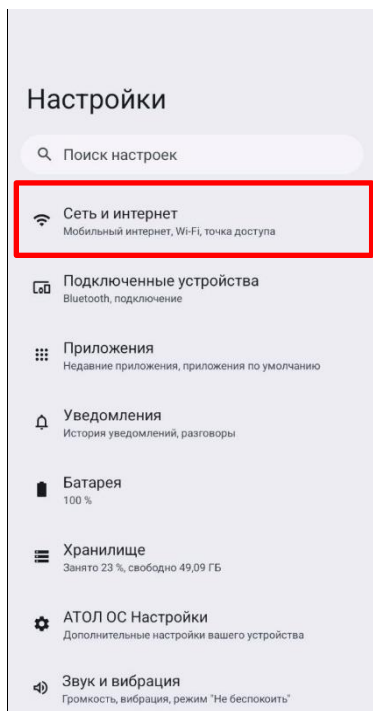 Настройки
Поиск настроек
Сеть и интернет
Мобильный интернет, Wi-Fi, точка доступа
Подключенные устройства
Bluetooth, подключение
Приложения
Недавние приложения, приложения по умолчанию
Уведомления
История уведомлений, разговоры
Батарея
100 %
Хранилище
Занято 23 %, свободно 49,09 ГБ
АТОЛ ОС Настройки
Дополнительные настройки вашего устройства
Звук и вибрация
Громкость, вибрация, режим "Не беспокоить"